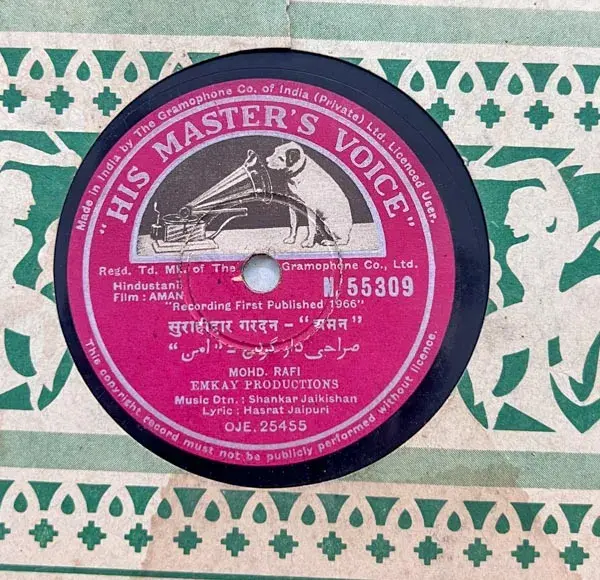 Made in India by The Gramophone Co. of India (Private) Ltd. Licenced User.
"HIS MASTER'S VOICE"
Regd. Td. Mk. of The Gramophone Co., Ltd.
Hindustani
Film : AMAN
N. 55309
"Recording First Published 1966"
सुराहीदार गरदन – "अमन"
صراحی دار گردن - "امن"
MOHD. RAFI
EMKAY PRODUCTIONS
Music Dtn. : Shankar Jaikishan
Lyric : Hasrat Jaipuri
OJE. 25455
This copyright record must not be publicly performed without licence.